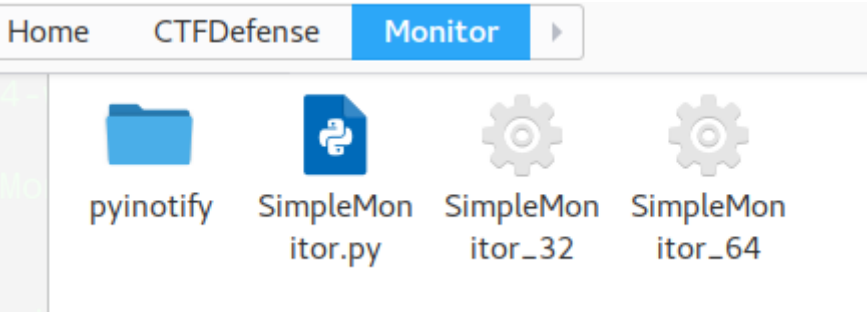 Home CTFDefense Monitor
pyinotify SimpleMon SimpleMon SimpleMon
itor.py itor_32 itor_64